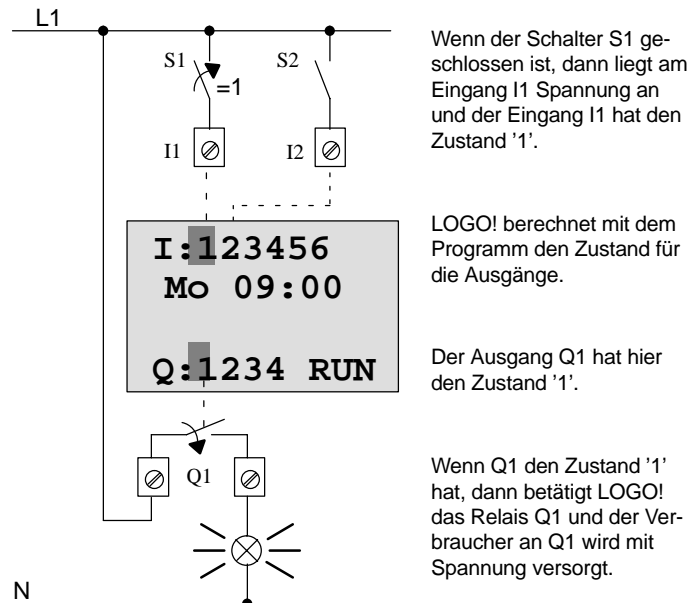 L1
S1
S2
=1
I1
I2
I:123456
Mo 09:00
Q:1234 RUN
Q1
N
Wenn der Schalter S1 ge-
schlossen ist, dann liegt am
Eingang I1 Spannung an
und der Eingang I1 hat den
Zustand ’1’.
LOGO! berechnet mit dem
Programm den Zustand für
die Ausgänge.
Der Ausgang Q1 hat hier
den Zustand ’1’.
Wenn Q1 den Zustand ’1’
hat, dann betätigt LOGO!
das Relais Q1 und der Ver-
braucher an Q1 wird mit
Spannung versorgt.